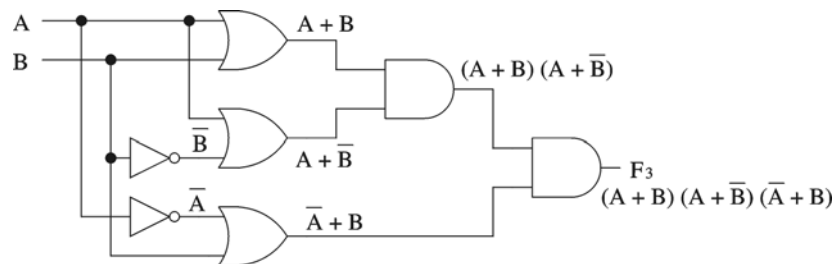 A
A + B
B
(A + B) (A + B̅)
B̅
A + B̅
F₃
A̅
(A + B) (A + B̅) (A̅ + B)
A̅ + B